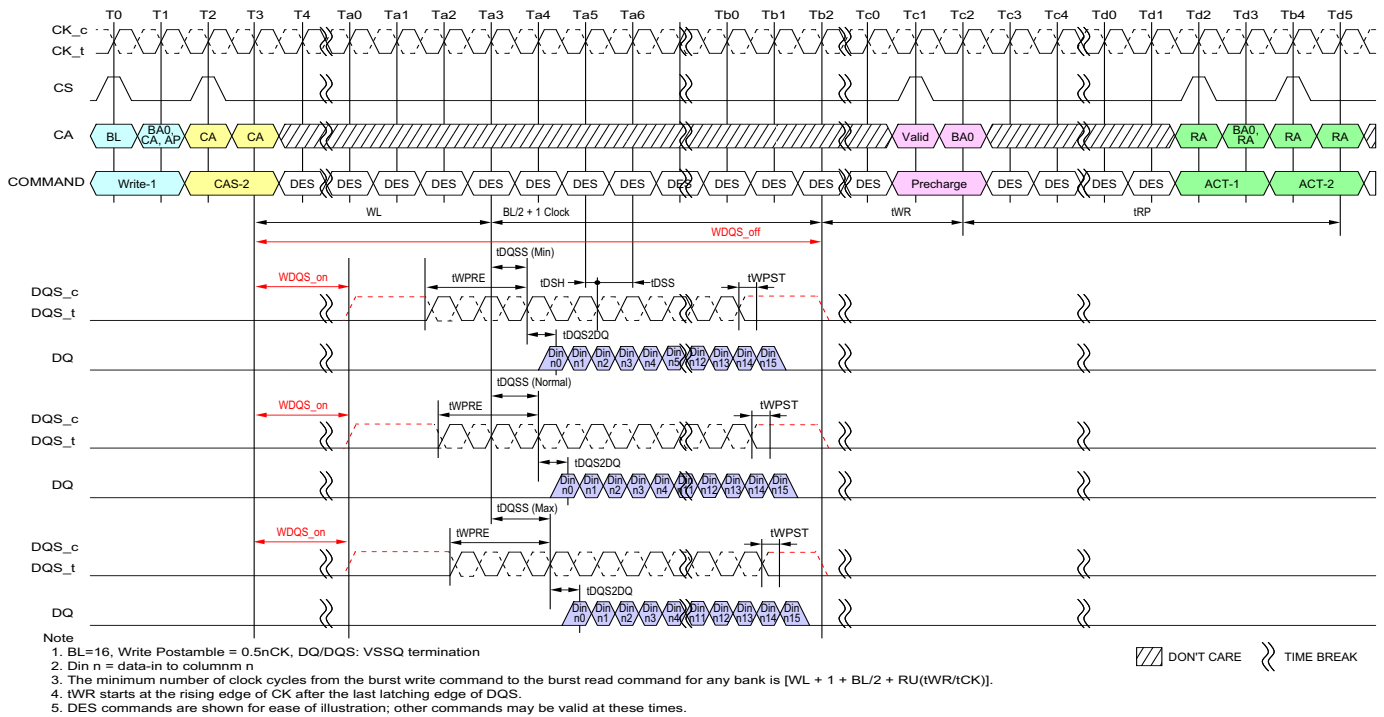 T0 T1 T2 T3 T4 Ta0 Ta1 Ta2 Ta3 Ta4 Ta5 Ta6 Tb0 Tb1 Tb2 Tc0 Tc1 Tc2 Tc3 Tc4 Td0 Td1 Td2 Td3 Tb4 Td5
CK_c
CK_t
CS
CA BL BA0, CA, AP CA CA Valid BA0 RA BA0, RA RA RA
COMMAND Write-1 CAS-2 DES DES DES DES DES DES DES DES DES DES DES DES DES Precharge DES DES DES DES ACT-1 ACT-2
WL BL/2 + 1 Clock tWR tRP
WDQS_off
tDQSS (Min)
WDQS_on tWPRE tDSH tDSS tWPST
DQS_c
DQS_t
tDQS2DQ
DQ Din n0 Din n1 Din n2 Din n3 Din n4 Din n5 Din n12 Din n13 Din n14 Din n15
tDQSS (Normal)
WDQS_on tWPRE tWPST
DQS_c
DQS_t
tDQS2DQ
DQ Din n0 Din n1 Din n2 Din n3 Din n4 Din n11 Din n12 Din n13 Din n14 Din n15
tDQSS (Max)
WDQS_on tWPRE tWPST
DQS_c
DQS_t
tDQS2DQ
DQ Din n0 Din n1 Din n2 Din n3 Din n4 Din n11 Din n12 Din n13 Din n14 Din n15
Note
1. BL=16, Write Postamble = 0.5nCK, DQ/DQS: VSSQ termination
2. Din n = data-in to columnm n
3. The minimum number of clock cycles from the burst write command to the burst read command for any bank is [WL + 1 + BL/2 + RU(tWR/tCK)].
4. tWR starts at the rising edge of CK after the last latching edge of DQS.
5. DES commands are shown for ease of illustration; other commands may be valid at these times.
DON'T CARE TIME BREAK